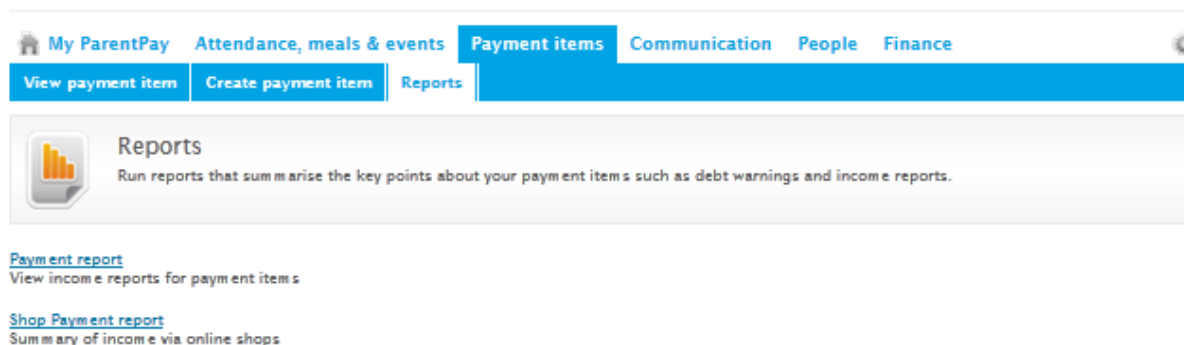 My ParentPay Attendance, meals & events Payment items Communication People Finance
View payment item Create payment item Reports
Reports
Run reports that summarise the key points about your payment items such as debt warnings and income reports.
Payment report
View income reports for payment items
Shop Payment report
Summary of income via online shops